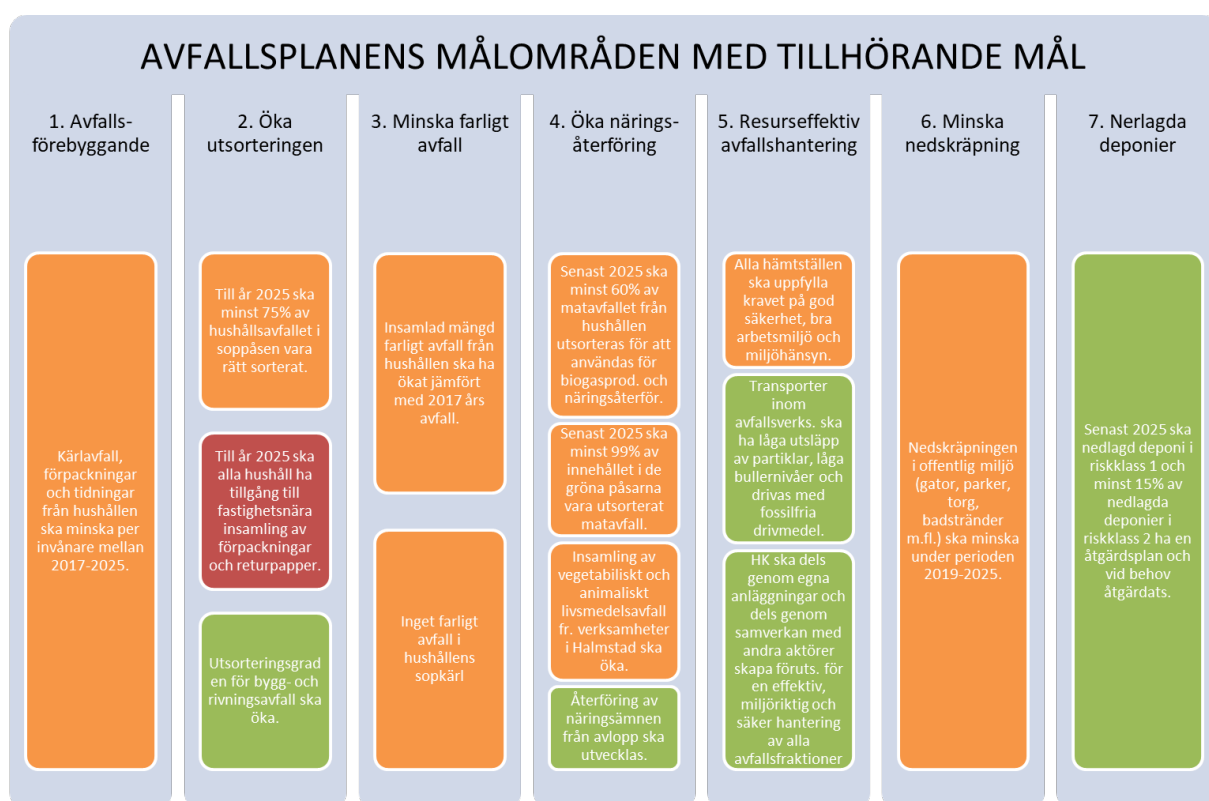 AVFALLSPLANENS MÅLOMRÅDEN MED TILLHÖRANDE MÅL
1. Avfalls-
förebyggande
Kärlavfall,
förpackningar
och tidningar
från hushållen
ska minska per
invånare mellan
2017-2025.
2. Öka
utsorteringen
Till år 2025 ska
minst 75% av
hushållsavfallet i
soppåsen vara
rätt sorterat.
Till år 2025 ska
alla hushåll ha
tillgång till
fastighetsnära
insamling av
förpackningar
och returpapper.
Utsorteringsgrad
en för bygg- och
rivningsavfall ska
öka.
3. Minska farligt
avfall
Insamlad mängd
farligt avfall från
hushållen ska ha
ökat jämfört
med 2017 års
avfall.
Inget farligt
avfall i
hushållens
sopkärl
4. Öka närings-
återföring
Senast 2025 ska
minst 60% av
matavfallet från
hushållen
utsorteras för att
användas för
biogasprod. och
näringsåterför.
Senast 2025 ska
minst 99% av
innehållet i de
gröna påsarna
vara utsorterat
matavfall.
Insamling av
vegetabiliskt och
animaliskt
livsmedelsavfall
fr. verksamheter
i Halmstad ska
öka.
Återföring av
näringsämnen
från avlopp ska
utvecklas.
5. Resurseffektiv
avfallshantering
Alla hämtställen
ska uppfylla
kravet på god
säkerhet, bra
arbetsmiljö och
miljöhänsyn.
Transporter
inom
avfallsverks. ska
ha låga utsläpp
av partiklar, låga
bullernivåer och
drivas med
fossilfria
drivmedel.
HK ska dels
genom egna
anläggningar och
dels genom
samverkan med
andra aktörer
skapa föruts. för
en effektiv,
miljöriktig och
säker hantering
av alla
avfallsfraktioner
6. Minska
nedskräpning
Nedskräpningen
i offentlig miljö
(gator, parker,
torg,
badstränder
m.fl.) ska minska
under perioden
2019-2025.
7. Nerlagda
deponier
Senast 2025 ska
nedlagd deponi i
riskklass 1 och
minst 15% av
nedlagda
deponier i
riskklass 2 ha en
åtgärdsplan och
vid behov
åtgärdats.